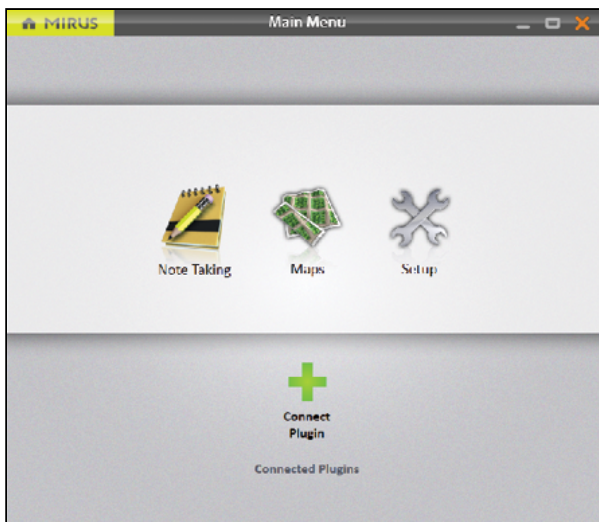 MIRUS
Main Menu
Note Taking
Maps
Setup
Connect
Plugin
Connected Plugins